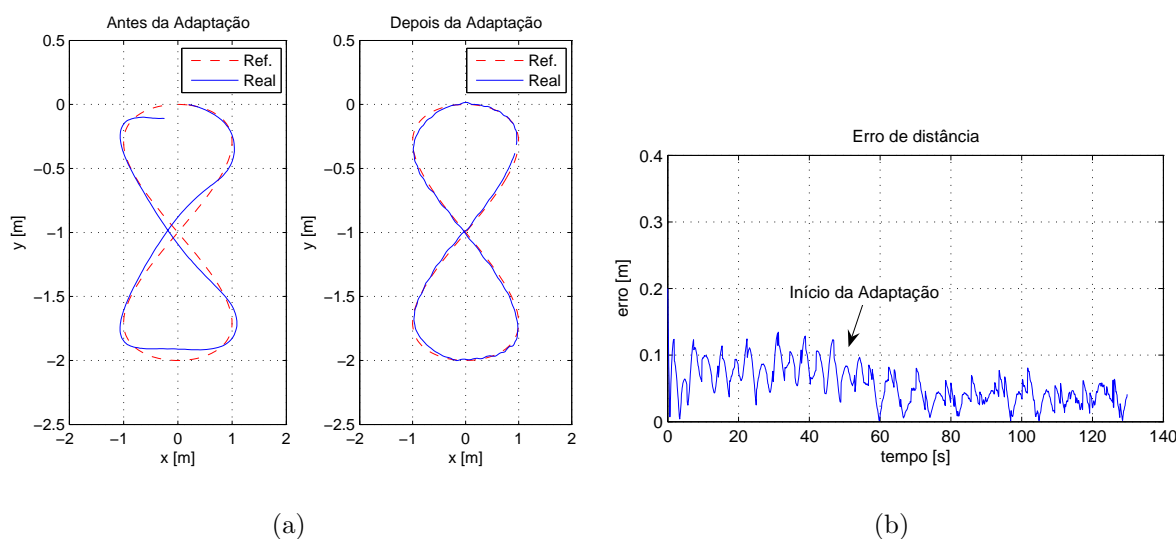 Antes da Adaptação
0.5
0
−0.5
−1
−1.5
−2
−2.5
−2 −1 0 1 2
x [m]
y [m]
Ref.
Real
Depois da Adaptação
0.5
0
−0.5
−1
−1.5
−2
−2.5
−2 −1 0 1 2
x [m]
y [m]
Ref.
Real
(a)
Erro de distância
0.4
0.3
0.2
0.1
0
0 20 40 60 80 100 120 140
tempo [s]
erro [m]
Início da Adaptação
(b)